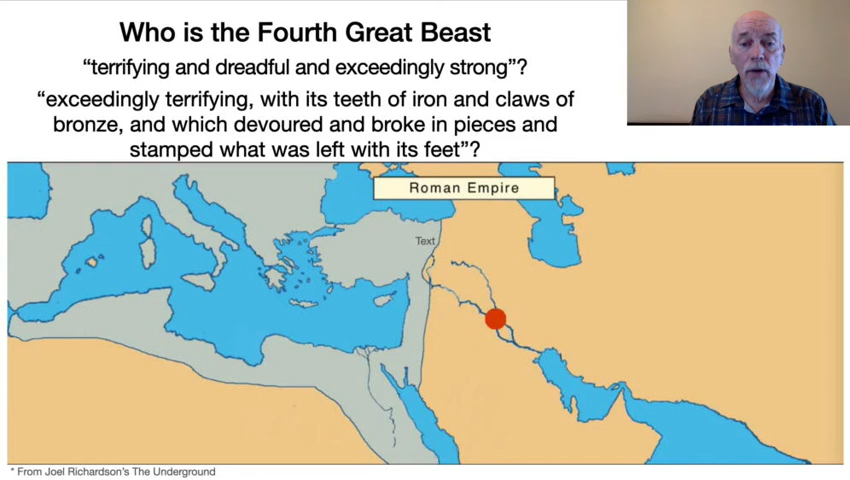 Who is the Fourth Great Beast
“terrifying and dreadful and exceedingly strong”?
“exceedingly terrifying, with its teeth of iron and claws of
bronze, and which devoured and broke in pieces and
stamped what was left with its feet”?
Roman Empire
Text
* From Joel Richardson's The Underground